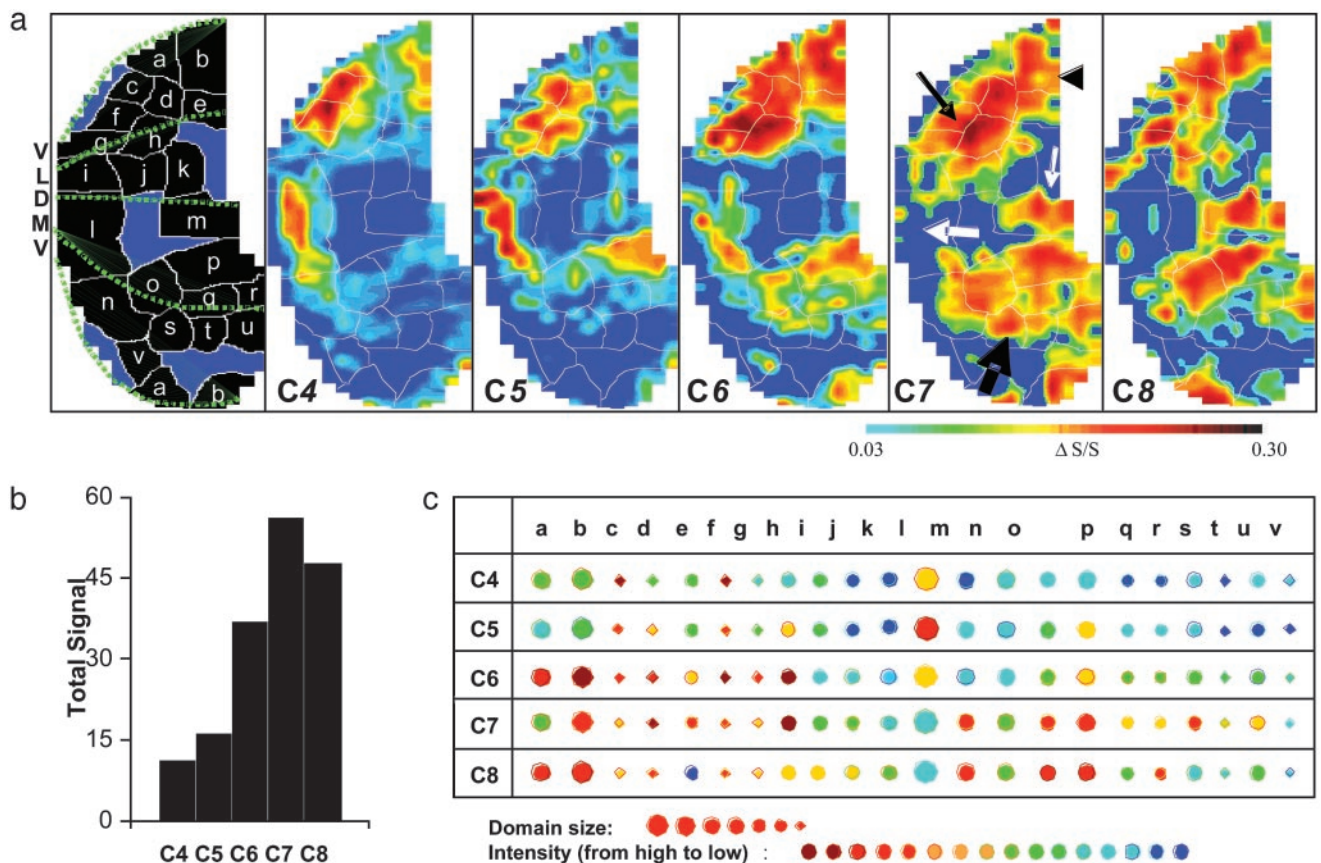 a
a b
c d e
f
g h
i j k
l m
p
o q r
n s t u
v
a b
V
L
D
M
V
C4 C5 C6 C7 C8
0.03 Δ S/S 0.30
b
Total Signal
60
45
30
15
0
C4 C5 C6 C7 C8
c
a b c d e f g h i j k l m n o p q r s t u v
C4
C5
C6
C7
C8
Domain size:
Intensity (from high to low) :